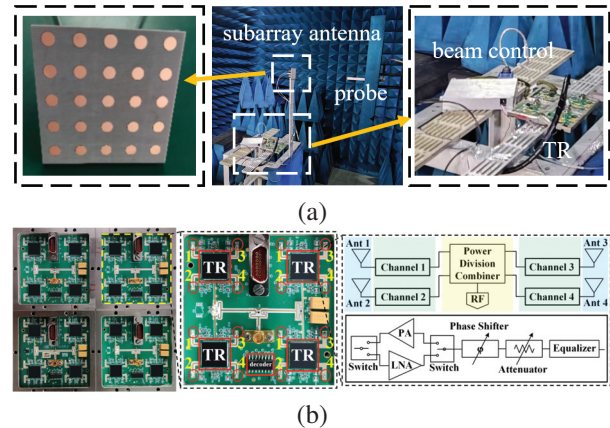 subarray antenna
probe
beam control
TR
(a)
TR
TR
TR
TR
1
2
3
4
1
2
3
4
1
2
3
4
1
2
3
4
decoder
Ant 1
Ant 2
Ant 3
Ant 4
Channel 1
Channel 2
Power
Division
Combiner
RF
Channel 3
Channel 4
PA
LNA
Switch
Switch
Phase Shifter
ϕ
Attenuator
Equalizer
(b)